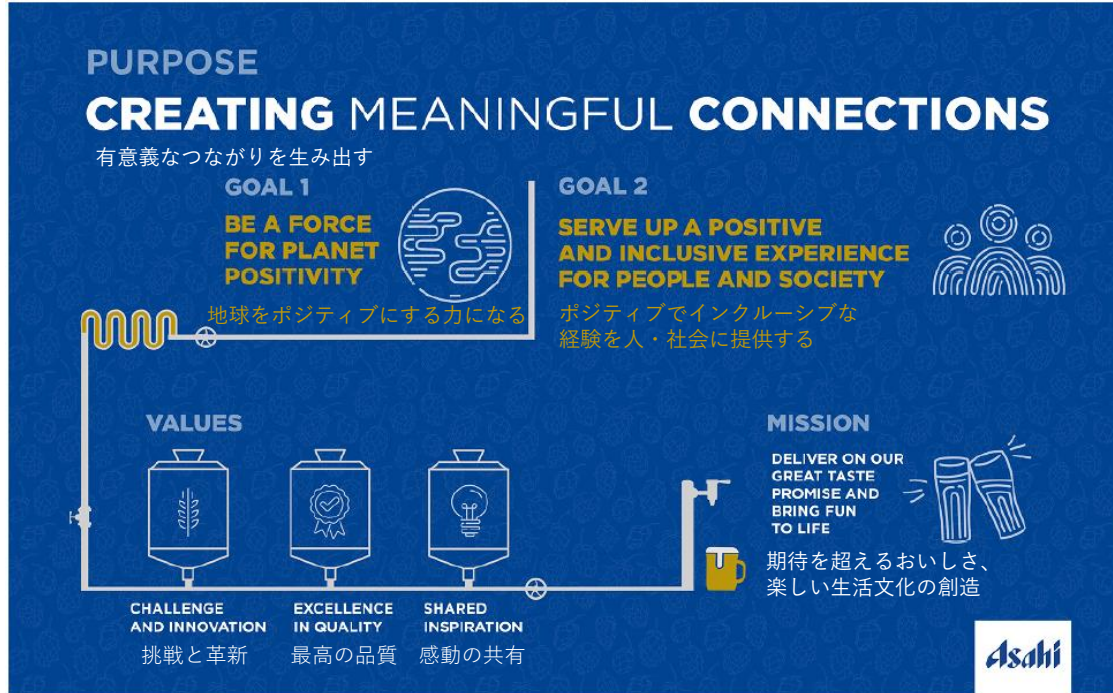 PURPOSE
CREATING MEANINGFUL CONNECTIONS
有意義なつながりを生み出す
GOAL 1
BE A FORCE
FOR PLANET
POSITIVITY
地球をポジティブにする力になる
GOAL 2
SERVE UP A POSITIVE
AND INCLUSIVE EXPERIENCE
FOR PEOPLE AND SOCIETY
ポジティブでインクルーシブな
経験を人・社会に提供する
VALUES
CHALLENGE
AND INNOVATION
挑戦と革新
EXCELLENCE
IN QUALITY
最高の品質
SHARED
INSPIRATION
感動の共有
MISSION
DELIVER ON OUR
GREAT TASTE
PROMISE AND
BRING FUN
TO LIFE
期待を超えるおいしさ、
楽しい生活文化の創造
Asahi